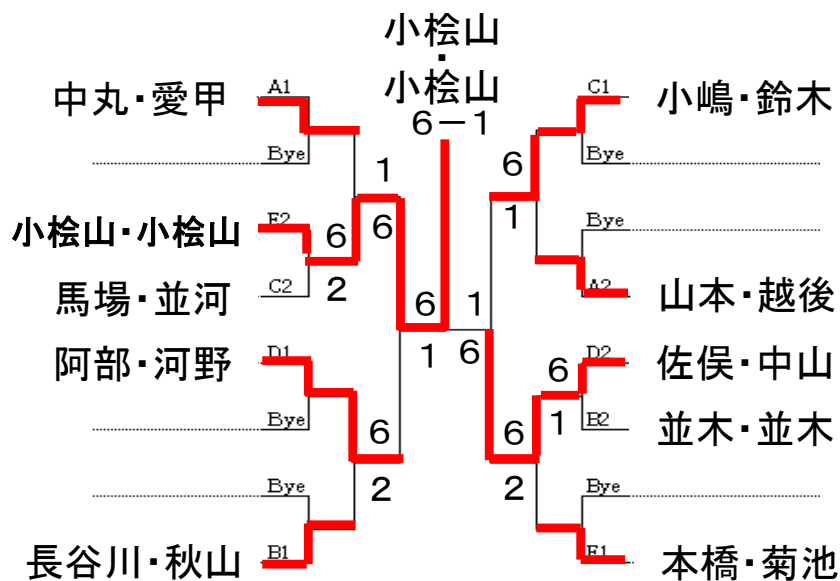 小桧山
・
小桧山
6－1
中丸・愛甲
A1
Bye
1
小桧山・小桧山
E2
6
6
馬場・並河
C2
2
阿部・河野
D1
6
1
Bye
6
Bye
2
長谷川・秋山
B1
C1
小嶋・鈴木
Bye
6
Bye
1
A2
山本・越後
1
D2
佐俣・中山
6
6
B2
並木・並木
1
6
Bye
2
E1
本橋・菊池